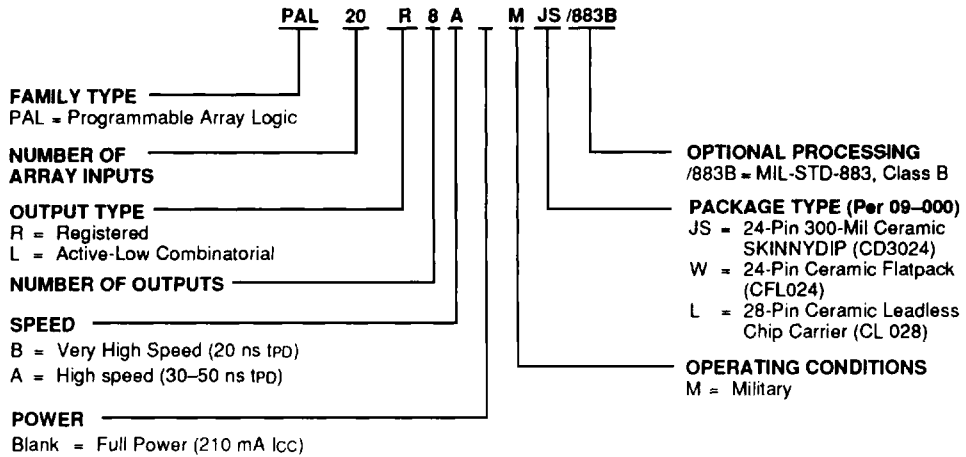 PAL 20 R 8 A M JS /883B
FAMILY TYPE
PAL = Programmable Array Logic
NUMBER OF
ARRAY INPUTS
OUTPUT TYPE
R = Registered
L = Active-Low Combinatorial
NUMBER OF OUTPUTS
SPEED
B = Very High Speed (20 ns tPD)
A = High speed (30–50 ns tPD)
POWER
Blank = Full Power (210 mA ICC)
OPTIONAL PROCESSING
/883B = MIL-STD-883, Class B
PACKAGE TYPE (Per 09–000)
JS = 24-Pin 300-Mil Ceramic
SKINNYDIP (CD3024)
W = 24-Pin Ceramic Flatpack
(CFL024)
L = 28-Pin Ceramic Leadless
Chip Carrier (CL 028)
OPERATING CONDITIONS
M = Military